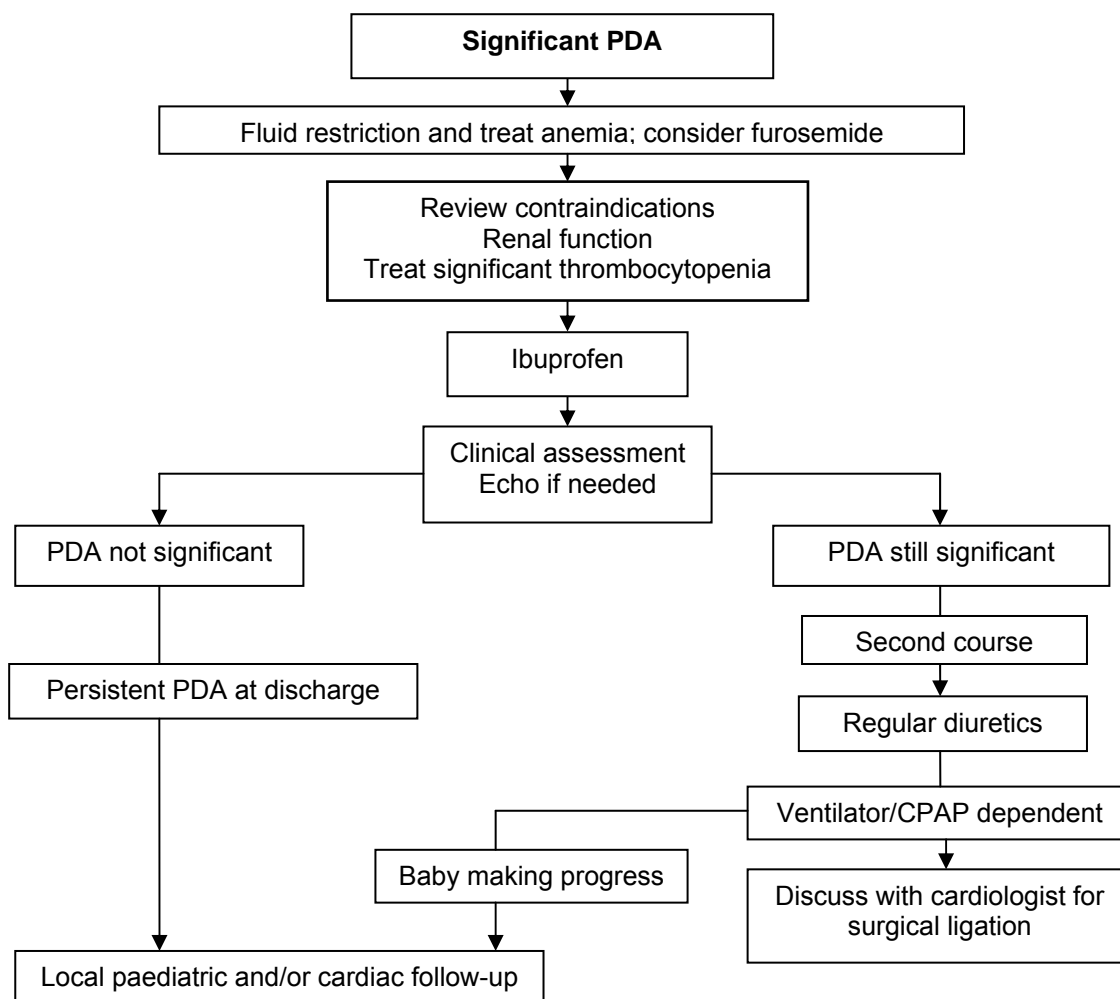 Significant PDA
Fluid restriction and treat anemia; consider furosemide
Review contraindications
Renal function
Treat significant thrombocytopenia
Ibuprofen
Clinical assessment
Echo if needed
PDA not significant
PDA still significant
Second course
Persistent PDA at discharge
Regular diuretics
Ventilator/CPAP dependent
Baby making progress
Discuss with cardiologist for
surgical ligation
Local paediatric and/or cardiac follow-up